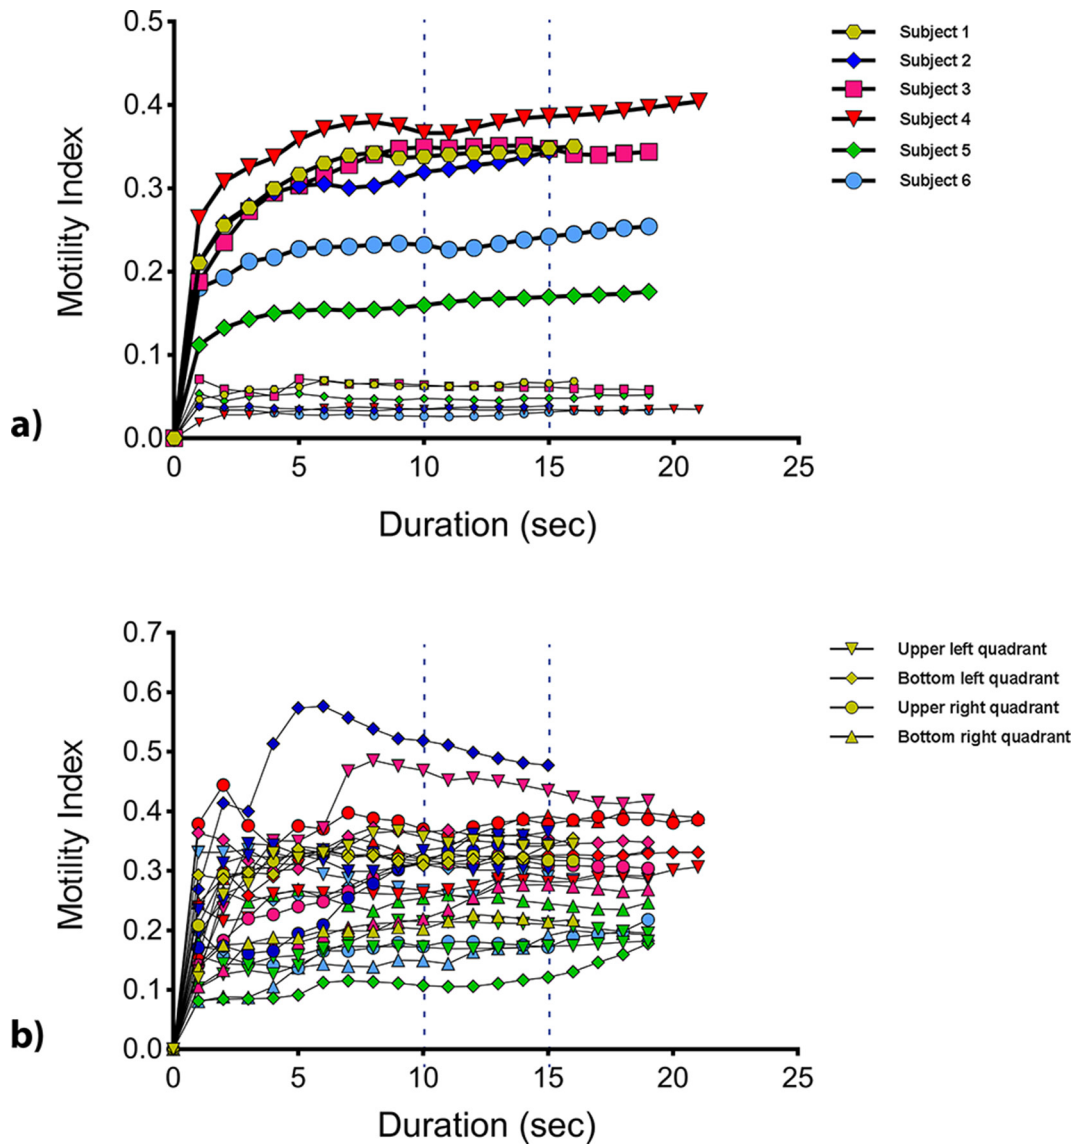 0.5
0.4
0.3
0.2
0.1
0.0
Motility Index
0 5 10 15 20 25
Duration (sec)
Subject 1
Subject 2
Subject 3
Subject 4
Subject 5
Subject 6
a)
0.7
0.6
0.5
0.4
0.3
0.2
0.1
0.0
Motility Index
0 5 10 15 20 25
Duration (sec)
Upper left quadrant
Bottom left quadrant
Upper right quadrant
Bottom right quadrant
b)